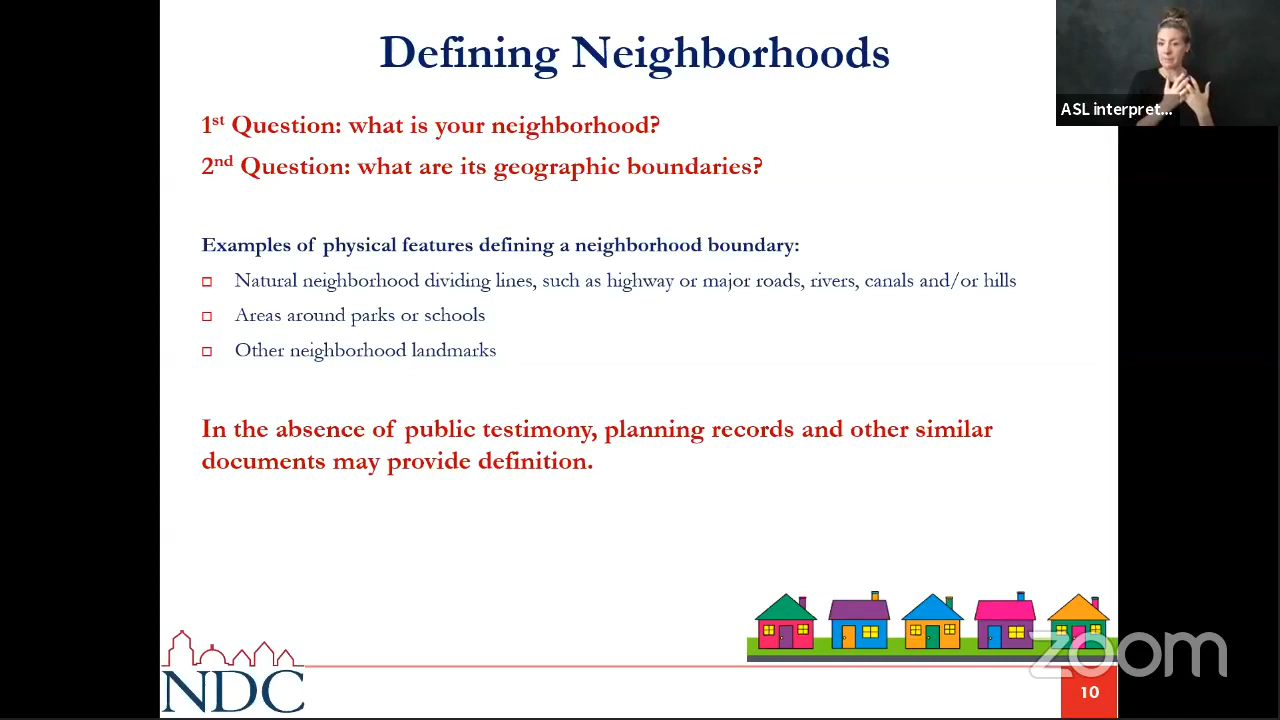 Defining Neighborhoods
ASL interpret...
1st Question: what is your neighborhood?
2nd Question: what are its geographic boundaries?
Examples of physical features defining a neighborhood boundary:
Natural neighborhood dividing lines, such as highway or major roads, rivers, canals and/or hills
Areas around parks or schools
Other neighborhood landmarks
In the absence of public testimony, planning records and other similar
documents may provide definition.
zoom
NDC
10